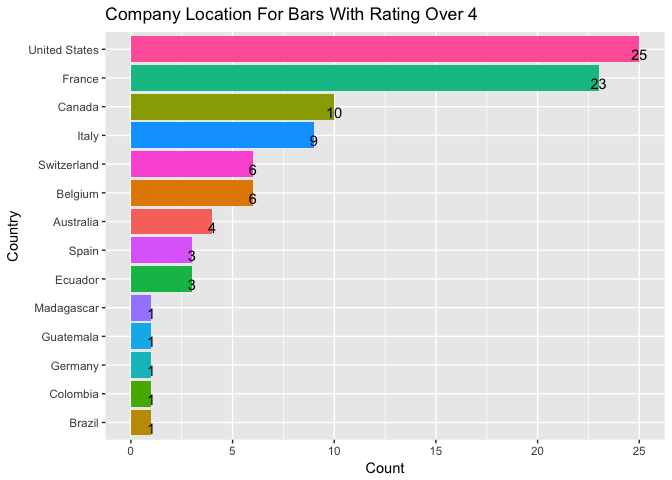 Company Location For Bars With Rating Over 4
Country
United States 25
France 23
Canada 10
Italy 9
Switzerland 6
Belgium 6
Australia 4
Spain 3
Ecuador 3
Madagascar 1
Guatemala 1
Germany 1
Colombia 1
Brazil 1
0 5 10 15 20 25
Count